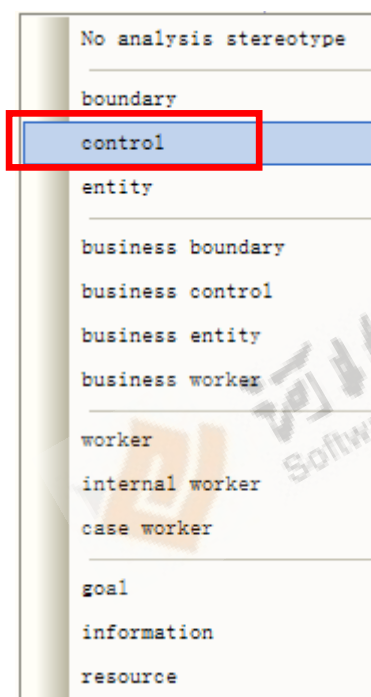 No analysis stereotype
boundary
control
entity
business boundary
business control
business entity
business worker
worker
internal worker
case worker
goal
information
resource